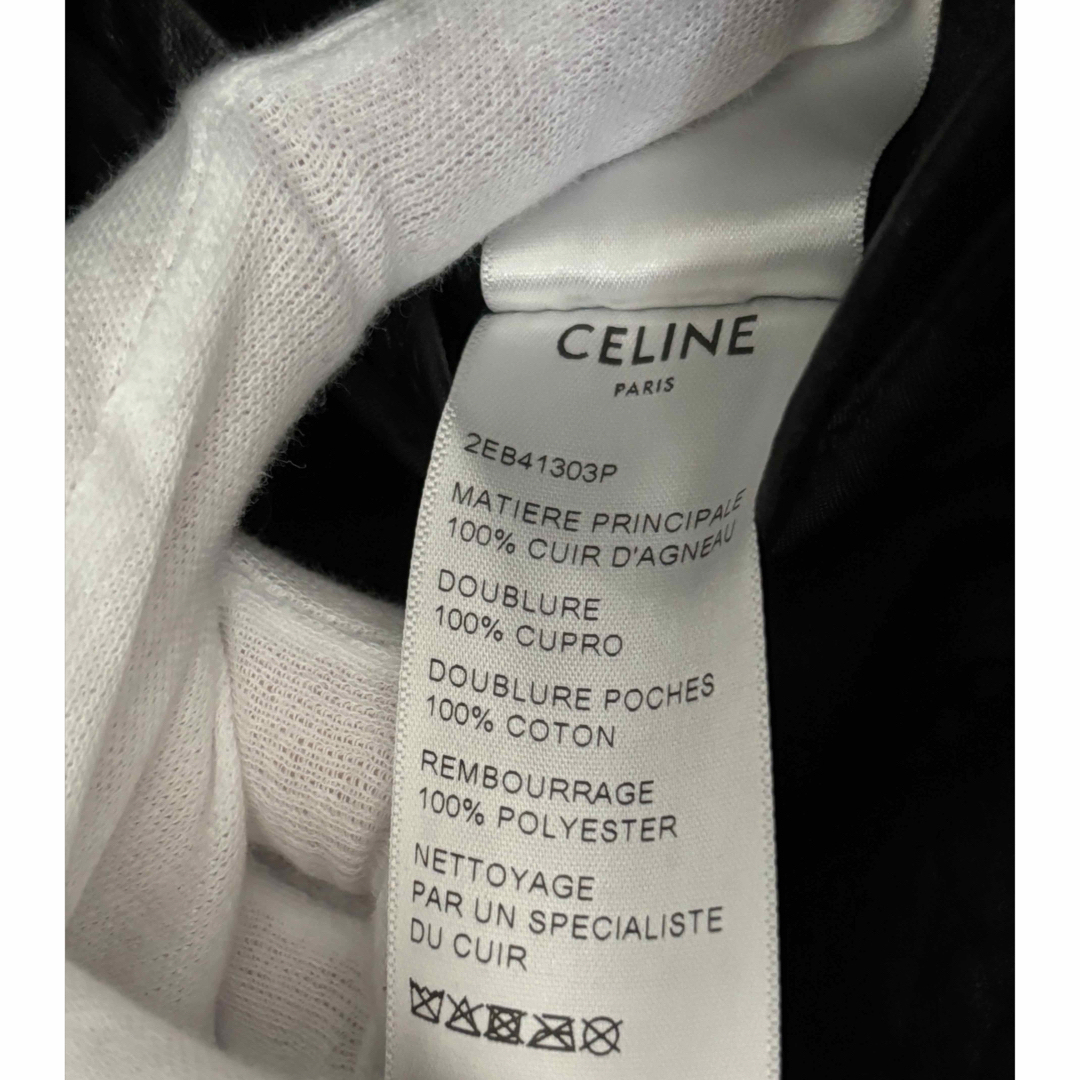 CELINE
PARIS
2EB41303P
MATIERE PRINCIPALE
100% CUIR D'AGNEAU
DOUBLURE
100% CUPRO
DOUBLURE POCHES
100% COTON
REMBOURRAGE
100% POLYESTER
NETTOYAGE
PAR UN SPECIALISTE
DU CUIR